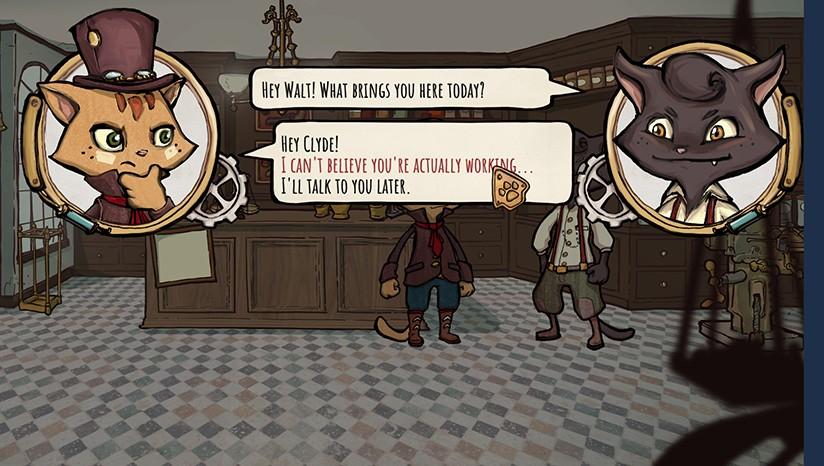 HEY WALT! WHAT BRINGS YOU HERE TODAY?
HEY CLYDE!
I CAN'T BELIEVE YOU'RE ACTUALLY WORKING...
I'LL TALK TO YOU LATER.